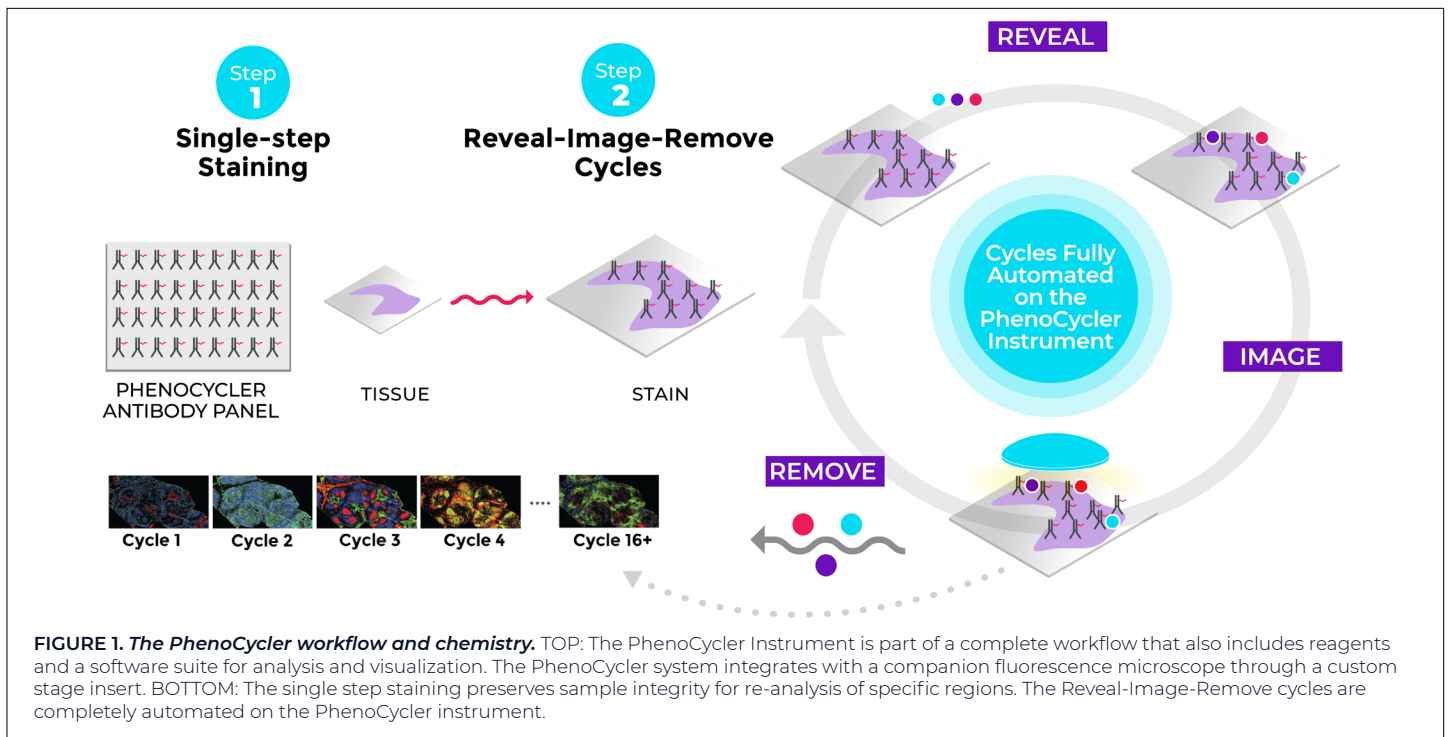 Step
1
Single-step
Staining
Step
2
Reveal-Image-Remove
Cycles
REVEAL
PHENOCYCLER
ANTIBODY PANEL
TISSUE
STAIN
Cycles Fully
Automated
on the
PhenoCycler
Instrument
IMAGE
REMOVE
Cycle 1
Cycle 2
Cycle 3
Cycle 4
....
Cycle 16+
FIGURE 1. The PhenoCycler workflow and chemistry. TOP: The PhenoCycler Instrument is part of a complete workflow that also includes reagents
and a software suite for analysis and visualization. The PhenoCycler system integrates with a companion fluorescence microscope through a custom
stage insert. BOTTOM: The single step staining preserves sample integrity for re-analysis of specific regions. The Reveal-Image-Remove cycles are
completely automated on the PhenoCycler instrument.